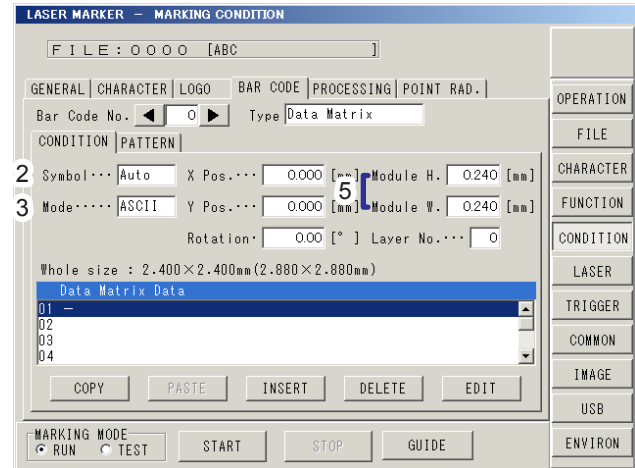 LASER MARKER － MARKING CONDITION
FILE:0000 [ABC ]
GENERAL CHARACTER LOGO BAR CODE PROCESSING POINT RAD.
Bar Code No. ◀ 0 ▶ Type Data Matrix
CONDITION PATTERN
2 Symbol･･･ Auto X Pos.･･･ 0.000 [mm] 5 Module H. 0.240 [mm]
3 Mode･････ ASCII Y Pos.･･･ 0.000 [mm] Module W. 0.240 [mm]
Rotation･ 0.00 [° ] Layer No.･･･ 0
Whole size : 2.400×2.400mm(2.880×2.880mm)
Data Matrix Data
01 －
02
03
04
COPY PASTE INSERT DELETE EDIT
MARKING MODE
RUN TEST START STOP GUIDE
OPERATION
FILE
CHARACTER
FUNCTION
CONDITION
LASER
TRIGGER
COMMON
IMAGE
USB
ENVIRON